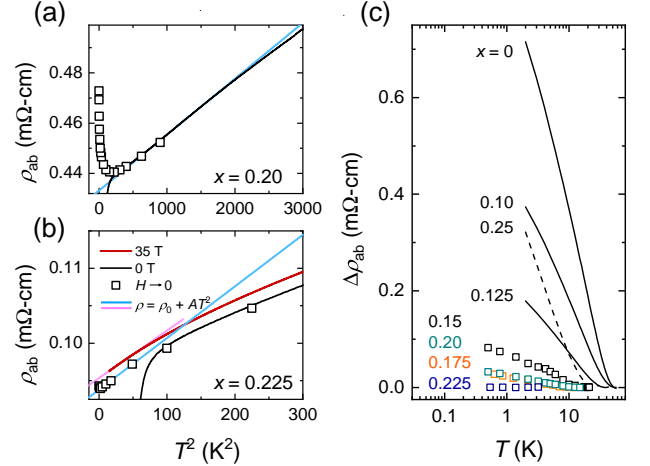 (a)
0.48
0.46
0.44
ρab (mΩ-cm)
x = 0.20
0 1000 2000 3000
(b)
35 T
0 T
H → 0
ρ = ρ0 + AT²
0.11
0.10
ρab (mΩ-cm)
x = 0.225
0 100 200 300
T² (K²)
(c)
x = 0
0.6
0.4
0.2
0.0
Δρab (mΩ-cm)
0.10
0.25
0.125
0.15
0.20
0.175
0.225
0.1 1 10
T (K)